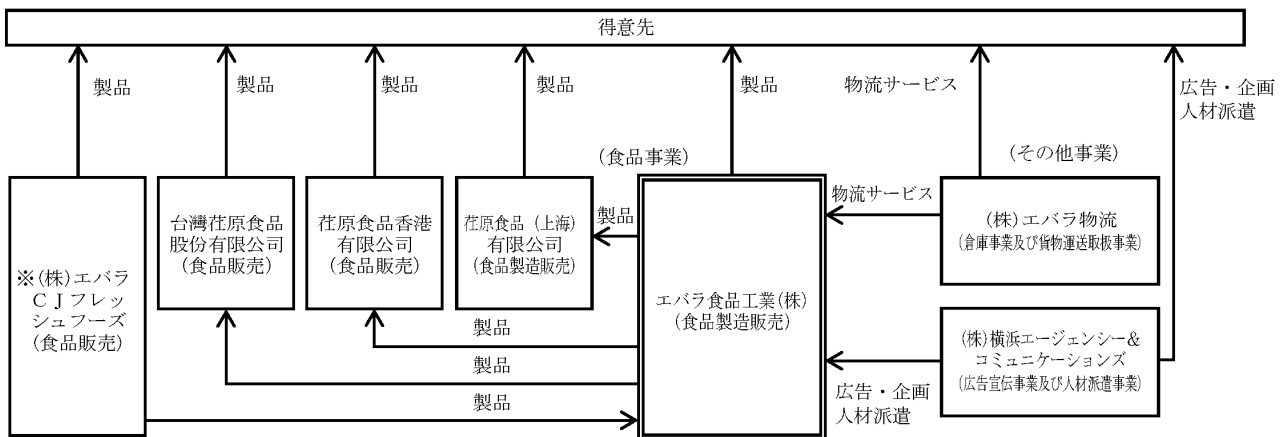 得意先
製品
製品
製品
製品
製品
物流サービス
広告・企画
人材派遣
(食品事業)
(その他事業)
※(株)エバラ
ＣＪフレッ
シュフーズ
(食品販売)
台灣荏原食品
股份有限公司
(食品販売)
荏原食品香港
有限公司
(食品販売)
荏原食品（上海）
有限公司
(食品製造販売)
製品
エバラ食品工業(株)
(食品製造販売)
物流サービス
(株)エバラ物流
(倉庫事業及び貨物運送取扱事業)
製品
製品
製品
広告・企画
人材派遣
(株)横浜エージェンシー＆
コミュニケーションズ
(広告宣伝事業及び人材派遣事業)